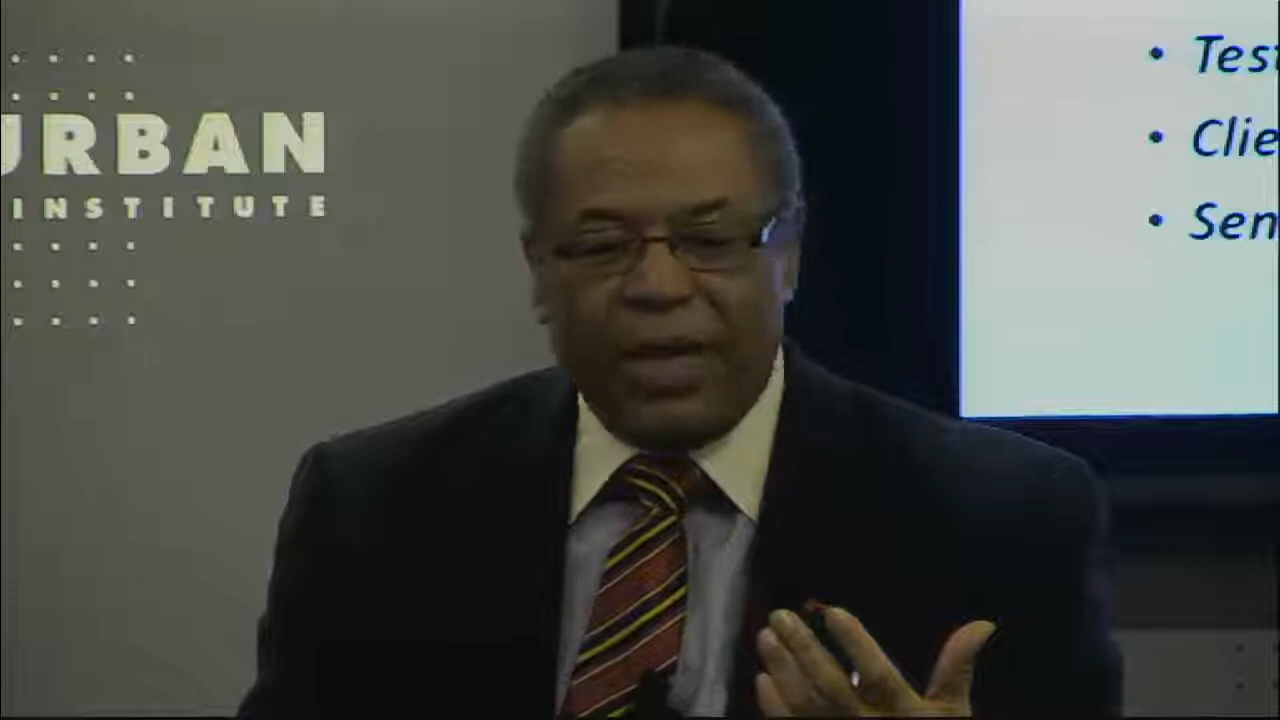 URBAN
INSTITUTE
• Test
• Clie
• Sen